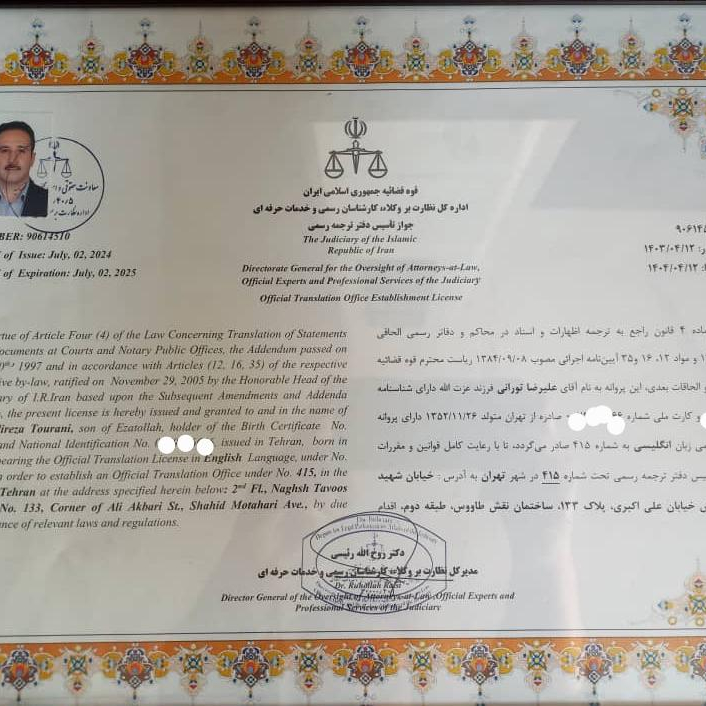 معاونت حقوقی و
BER: 90614510
of Issue: July, 02, 2024
of Expiration: July, 02, 2025
قوه قضائیه جمهوری اسلامی ایران
اداره کل نظارت بر وکلاء، کارشناسان رسمی و خدمات حرفه ای
جواز تأسیس دفتر ترجمه رسمی
The Judiciary of the Islamic
Republic of Iran
Directorate General for the Oversight of Attorneys-at-Law,
Official Experts and Professional Services of the Judiciary
Official Translation Office Establishment License
۹۰۶۱۴۵
: ۱۴۰۳/۰۴/۱۲
: ۱۴۰۴/۰۴/۱۲
rtue of Article Four (4) of the Law Concerning Translation of Statements
ocuments at Courts and Notary Public Offices, the Addendum passed on
1997 and in accordance with Articles (12, 16, 35) of the respective
ive by-law, ratified on November 29, 2005 by the Honorable Head of the
ary of I.R.Iran based upon the Subsequent Amendments and Addenda
, the present license is hereby issued and granted to and in the name of
ireza Tourani, son of Ezatollah, holder of the Birth Certificate No.
and National Identification No. issued in Tehran, born in
bearing the Official Translation License in English Language, under No.
n order to establish an Official Translation Office under No. 415, in the
Tehran at the address specified herein below: 2nd Fl., Naghsh Tavoos
No. 133, Corner of Ali Akbari St., Shahid Motahari Ave., by due
ance of relevant laws and regulations.
ماده ۴ قانون راجع به ترجمه اظهارات و اسناد در محاکم و دفاتر رسمی الحاقی
۱ و مواد ۱۲، ۱۶ و۳۵ آیین‌نامه اجرائی مصوب ۱۳۸۴/۰۹/۰۸ ریاست محترم قوه قضائیه
و الحاقات بعدی، این پروانه به نام آقای علیرضا تورانی فرزند عزت الله دارای شناسنامه
و کارت ملی شماره صادره از تهران متولد ۱۳۵۲/۱۱/۲۶ دارای پروانه
می زبان انگلیسی به شماره ۴۱۵ صادر می‌گردد، تا با رعایت کامل قوانین و مقررات
یس دفتر ترجمه رسمی تحت شماره ۴۱۵ در شهر تهران به آدرس : خیابان شهید
ی خیابان علی اکبری، پلاک ۱۳۳، ساختمان نقش طاووس، طبقه دوم، اقدام
دکتر روح الله رئیسی
مدیرکل نظارت بر وکلاء، کارشناسان رسمی و خدمات حرفه ای
Dr. Ruhollah Raisi
Director General of the Oversight of Attorneys-at-Law, Official Experts and
Professional Services of the Judiciary